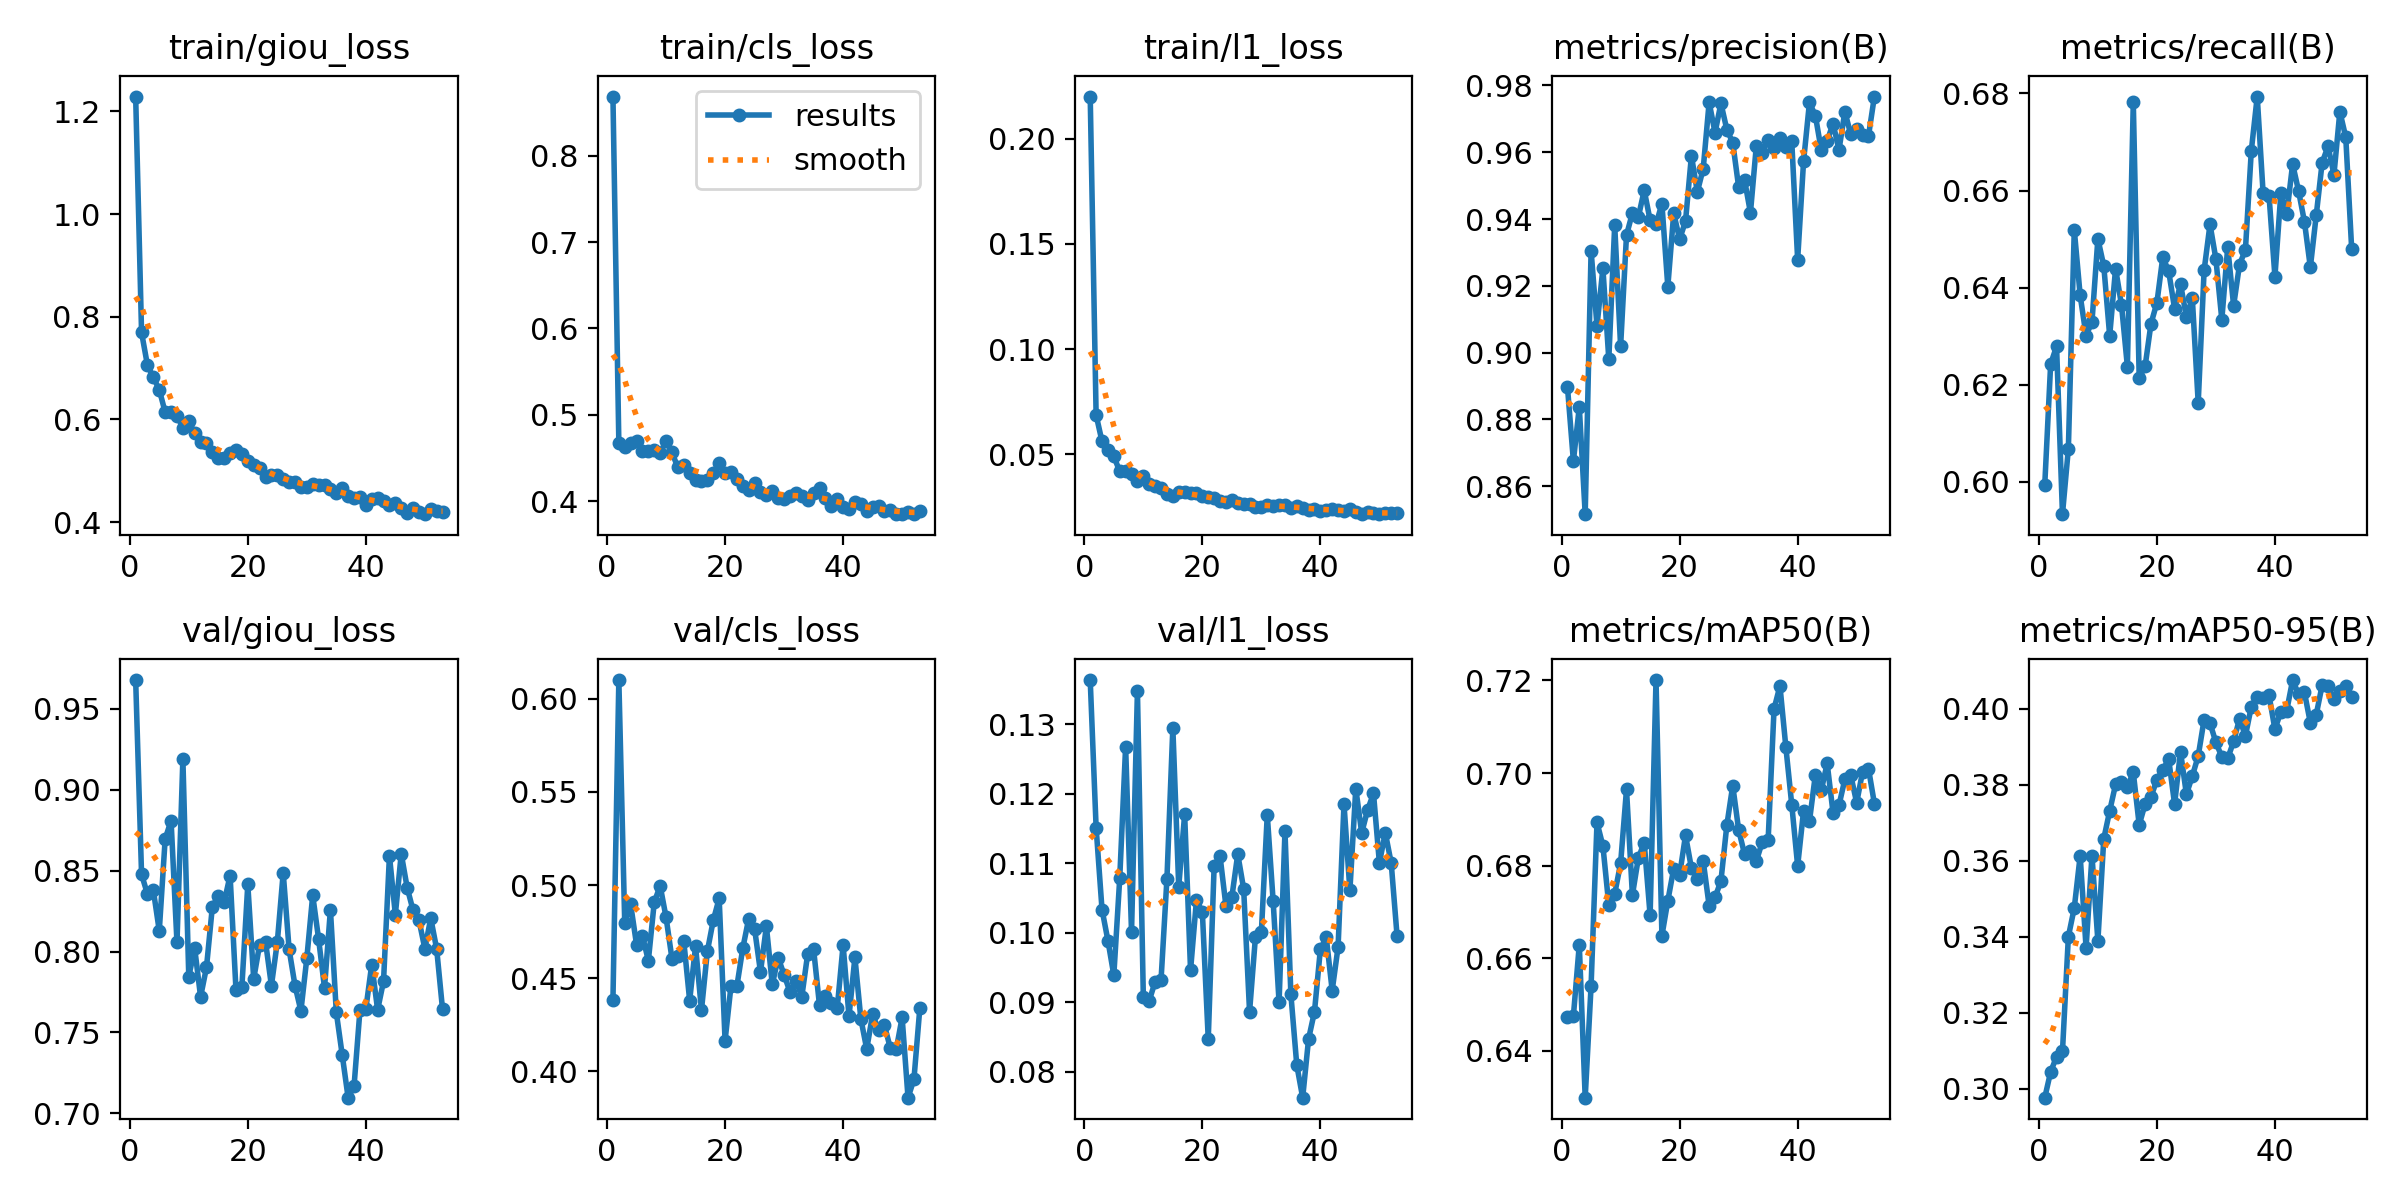 train/giou_loss
1.2
1.0
0.8
0.6
0.4
0 20 40
train/cls_loss
results
smooth
0.8
0.7
0.6
0.5
0.4
0 20 40
train/l1_loss
0.20
0.15
0.10
0.05
0 20 40
metrics/precision(B)
0.98
0.96
0.94
0.92
0.90
0.88
0.86
0 20 40
metrics/recall(B)
0.68
0.66
0.64
0.62
0.60
0 20 40
val/giou_loss
0.95
0.90
0.85
0.80
0.75
0.70
0 20 40
val/cls_loss
0.60
0.55
0.50
0.45
0.40
0 20 40
val/l1_loss
0.13
0.12
0.11
0.10
0.09
0.08
0 20 40
metrics/mAP50(B)
0.72
0.70
0.68
0.66
0.64
0 20 40
metrics/mAP50-95(B)
0.40
0.38
0.36
0.34
0.32
0.30
0 20 40